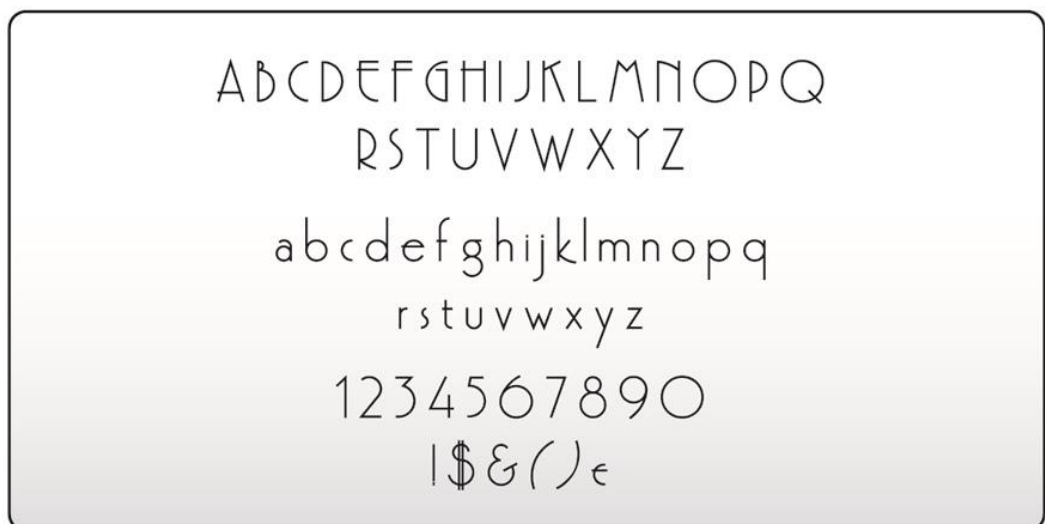 ABCDEFGHIJKLMNOPQ
RSTUVWXYZ
abcdefghijklmnopq
rstuvwxyz
1234567890
!$&()€